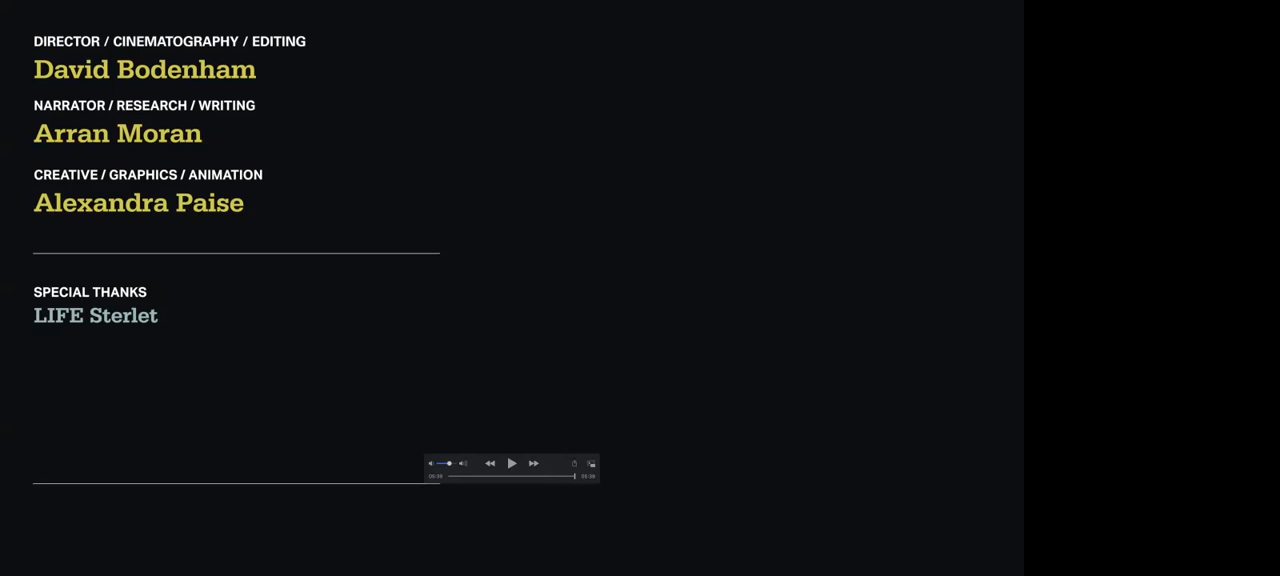 DIRECTOR / CINEMATOGRAPHY / EDITING
David Bodenham
NARRATOR / RESEARCH / WRITING
Arran Moran
CREATIVE / GRAPHICS / ANIMATION
Alexandra Paise
SPECIAL THANKS
LIFE Sterlet